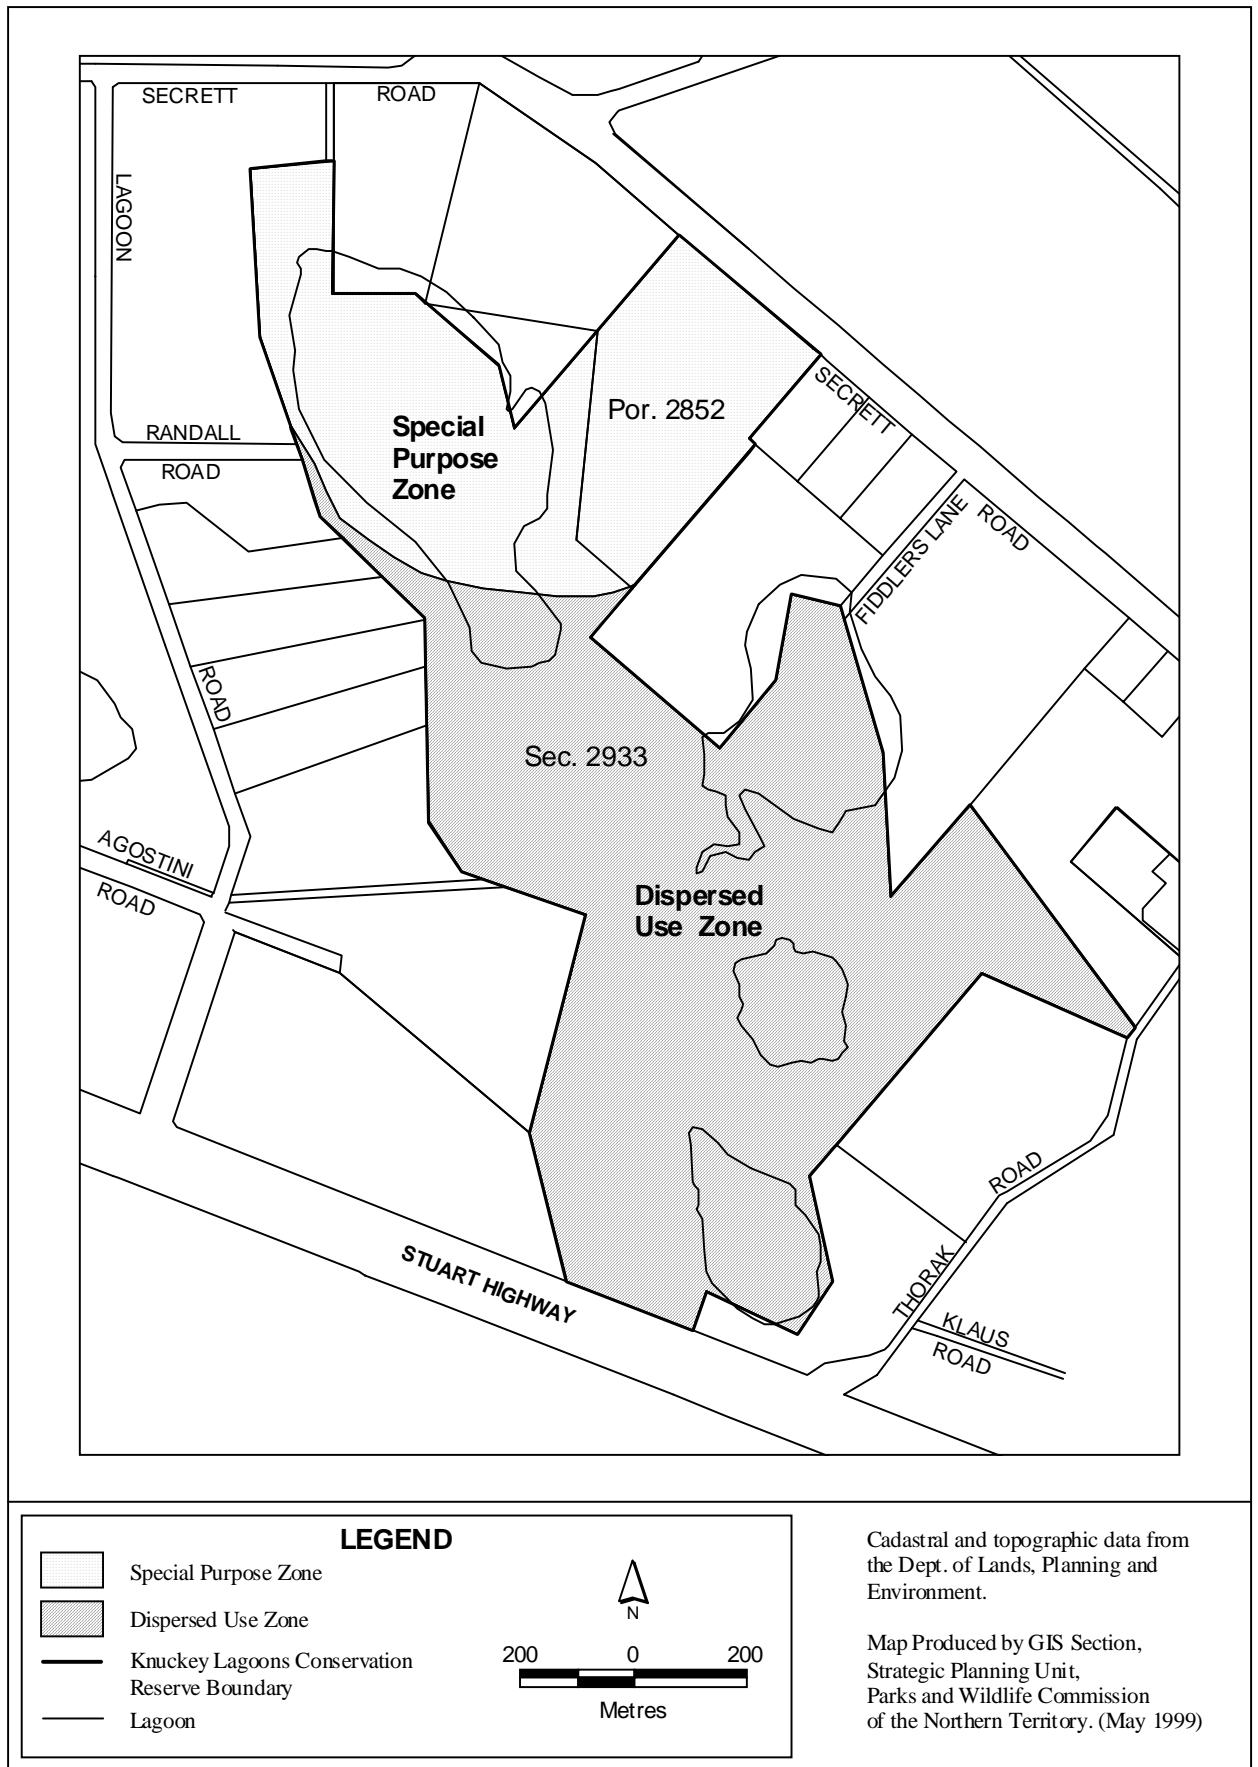 SECRETT
ROAD
LAGOON
Por. 2852
SECRETT
Special
Purpose
Zone
RANDALL
ROAD
ROAD
FIDDLERS LANE
ROAD
Sec. 2933
AGOSTINI
ROAD
Dispersed
Use Zone
ROAD
THORAK
STUART HIGHWAY
KLAUS
ROAD
LEGEND
Special Purpose Zone
Dispersed Use Zone
Knuckey Lagoons Conservation
Reserve Boundary
Lagoon
N
200 0 200
Metres
Cadastral and topographic data from
the Dept. of Lands, Planning and
Environment.
Map Produced by GIS Section,
Strategic Planning Unit,
Parks and Wildlife Commission
of the Northern Territory. (May 1999)